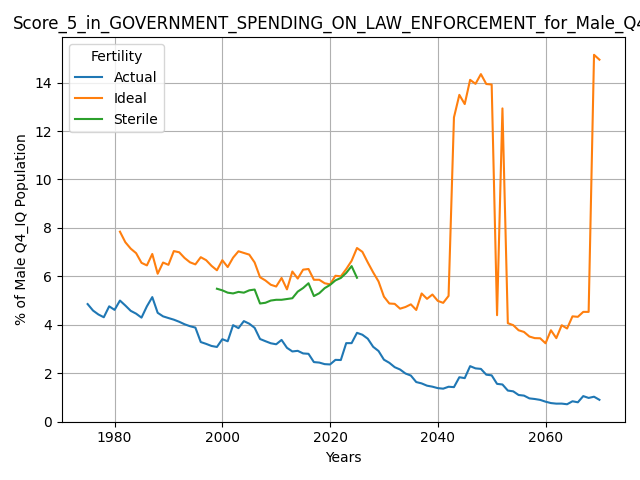 Score_5_in_GOVERNMENT_SPENDING_ON_LAW_ENFORCEMENT_for_Male_Q4
Fertility
Actual
Ideal
Sterile
% of Male Q4_IQ Population
14
12
10
8
6
4
2
0
1980
2000
2020
2040
2060
Years